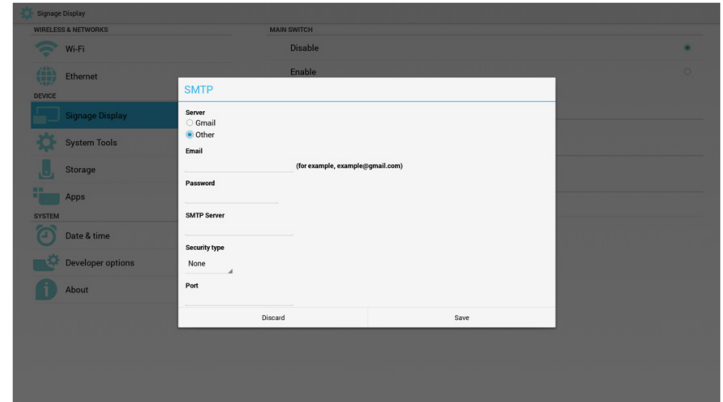 Signage Display
WIRELESS & NETWORKS
Wi-Fi
Ethernet
DEVICE
Signage Display
System Tools
Storage
Apps
SYSTEM
Date & time
Developer options
About
MAIN SWITCH
Disable
Enable
SMTP
Server
Gmail
Other
Email
(for example, example@gmail.com)
Password
SMTP Server
Security type
None
Port
Discard
Save